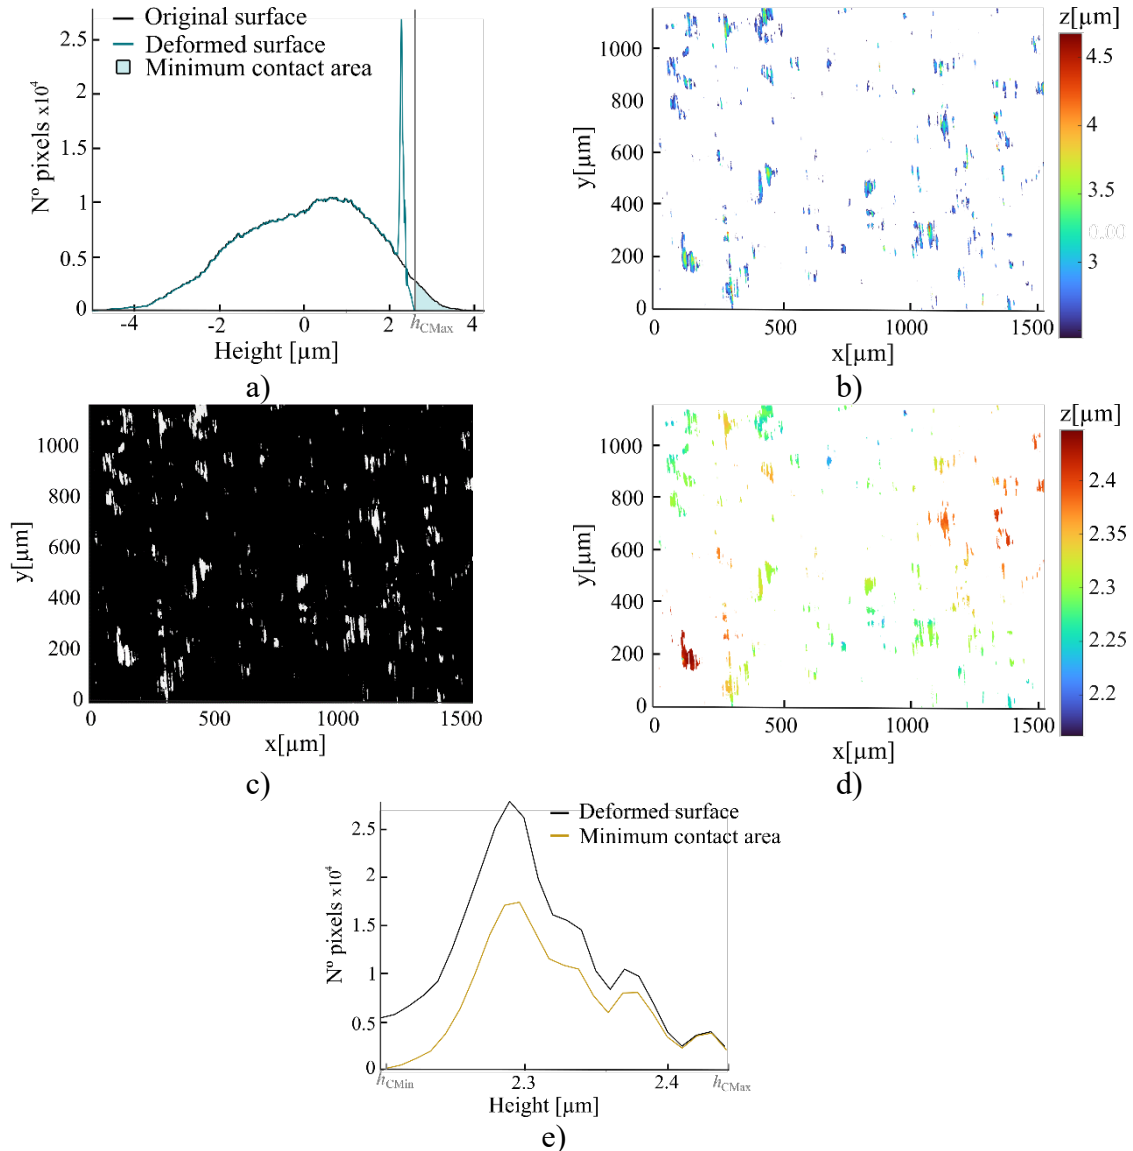 Original surface
Deformed surface
Minimum contact area
Nº pixels x10⁴
2.5
2
1.5
1
0.5
0
-4
-2
0
2
4
hCMax
Height [µm]
a)
z[µm]
4.5
4
3.5
0.00
3
y[µm]
1000
800
600
400
200
0
0
500
1000
1500
x[µm]
b)
y[µm]
1000
800
600
400
200
0
0
500
1000
1500
x[µm]
c)
z[µm]
2.4
2.35
2.3
2.25
2.2
y[µm]
1000
800
600
400
200
0
0
500
1000
1500
x[µm]
d)
Deformed surface
Minimum contact area
Nº pixels x10⁴
2.5
2
1.5
1
0.5
0
hCMin
2.3
2.4
hCMax
Height [µm]
e)